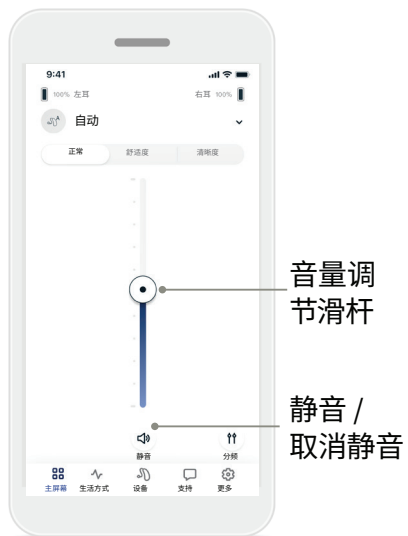 9:41
100% 左耳
右耳 100%
自动
正常
舒适度
清晰度
音量调
节滑杆
静音 /
取消静音
静音
分频
主屏幕
生活方式
设备
支持
更多